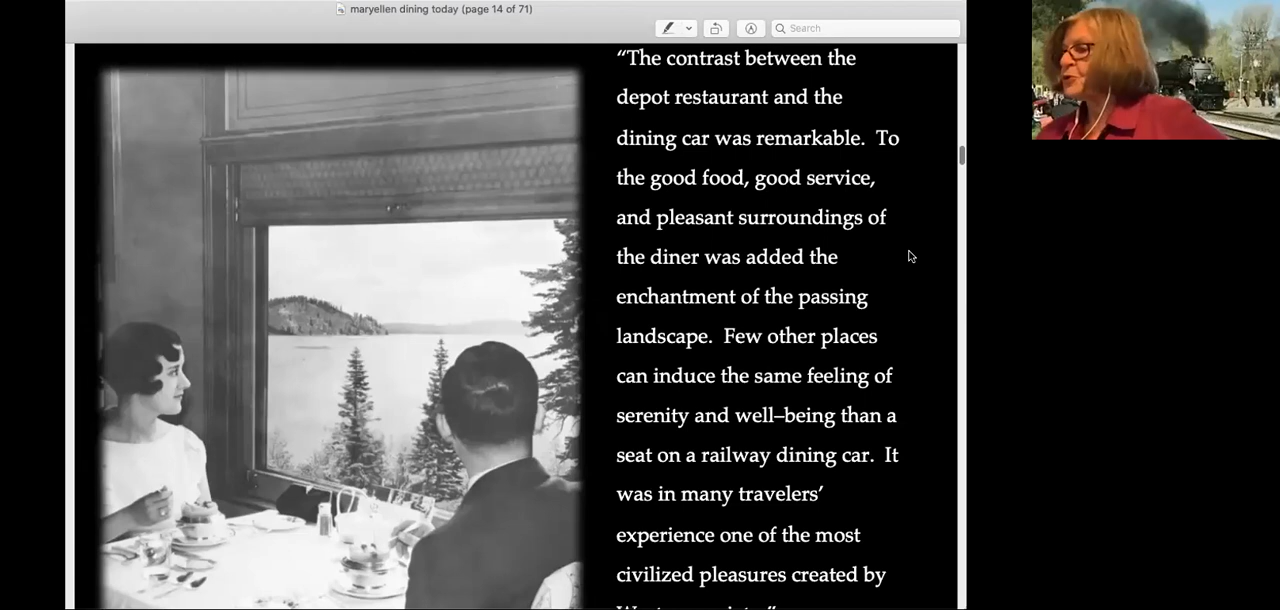 maryellen dining today (page 14 of 71)
Search
“The contrast between the
depot restaurant and the
dining car was remarkable.  To
the good food, good service,
and pleasant surroundings of
the diner was added the
enchantment of the passing
landscape.  Few other places
can induce the same feeling of
serenity and well–being than a
seat on a railway dining car.  It
was in many travelers’
experience one of the most
civilized pleasures created by